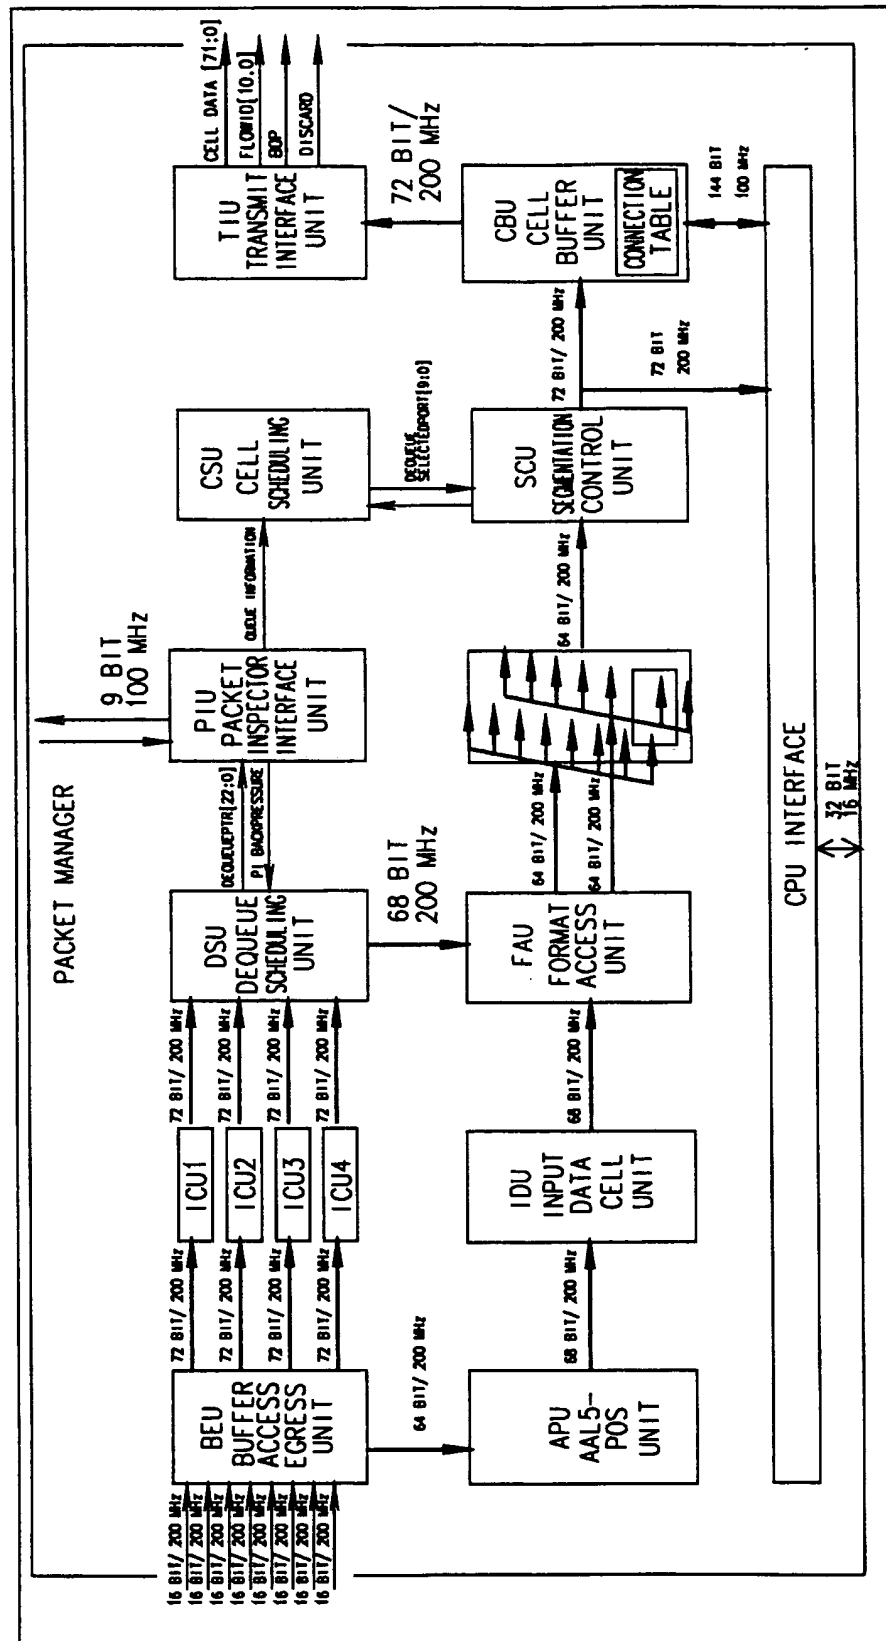 PACKET MANAGER
16 BIT/ 200 MHz
16 BIT/ 200 MHz
16 BIT/ 200 MHz
16 BIT/ 200 MHz
16 BIT/ 200 MHz
16 BIT/ 200 MHz
16 BIT/ 200 MHz
16 BIT/ 200 MHz
BEU
BUFFER
ACCESS
EGRESS
UNIT
72 BIT/ 200 MHz
72 BIT/ 200 MHz
72 BIT/ 200 MHz
72 BIT/ 200 MHz
ICU1
ICU2
ICU3
ICU4
72 BIT/ 200 MHz
72 BIT/ 200 MHz
72 BIT/ 200 MHz
72 BIT/ 200 MHz
DSU
DEQUEUE
SCHEDULING
UNIT
DEQUEUEPTR[22:0]
PI BACKPRESSURE
9 BIT
100 MHz
PIU
PACKET
INSPECTOR
INTERFACE
UNIT
QUEUE INFORMATION
CSU
CELL
SCHEDULING
UNIT
TIU
TRANSMIT
INTERFACE
UNIT
CELL DATA [71:0]
FLOWID[10.0]
BOP
DISCARD
64 BIT/ 200 MHz
68 BIT
200 MHz
DEQUEUE
SELECTEDPORT[9:0]
72 BIT/
200 MHz
APU
AAL5-
POS
UNIT
68 BIT/ 200 MHz
IDU
INPUT
DATA
CELL
UNIT
68 BIT/ 200 MHz
FAU
FORMAT
ACCESS
UNIT
64 BIT/ 200 MHz
64 BIT/ 200 MHz
64 BIT/ 200 MHz
SCU
SEGMENTATION
CONTROL
UNIT
72 BIT/ 200 MHz
72 BIT
200 MHz
CBU
CELL
BUFFER
UNIT
CONNECTION
TABLE
144 BIT
100 MHz
CPU INTERFACE
32 BIT
16 MHz